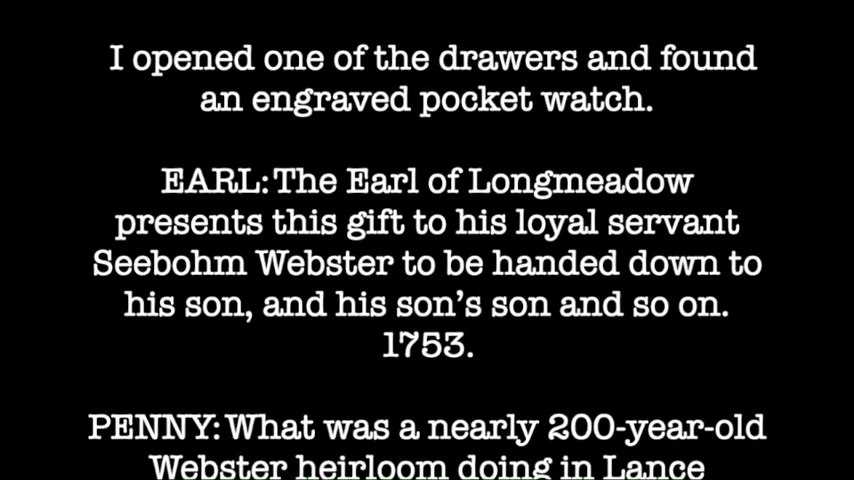 I opened one of the drawers and found
an engraved pocket watch.
EARL: The Earl of Longmeadow
presents this gift to his loyal servant
Seebohm Webster to be handed down to
his son, and his son's son and so on.
1753.
PENNY: What was a nearly 200-year-old
Webster heirloom doing in Lance